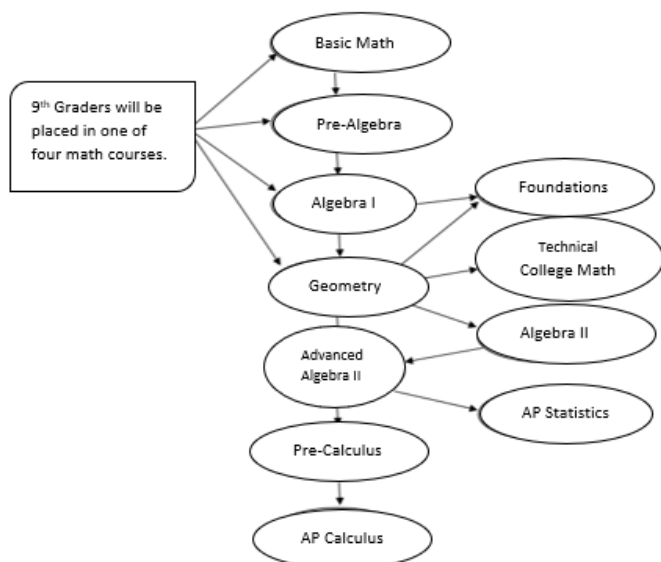 Basic Math
9th Graders will be
placed in one of
four math courses.
Pre-Algebra
Algebra I
Foundations
Technical
College Math
Geometry
Algebra II
Advanced
Algebra II
AP Statistics
Pre-Calculus
AP Calculus